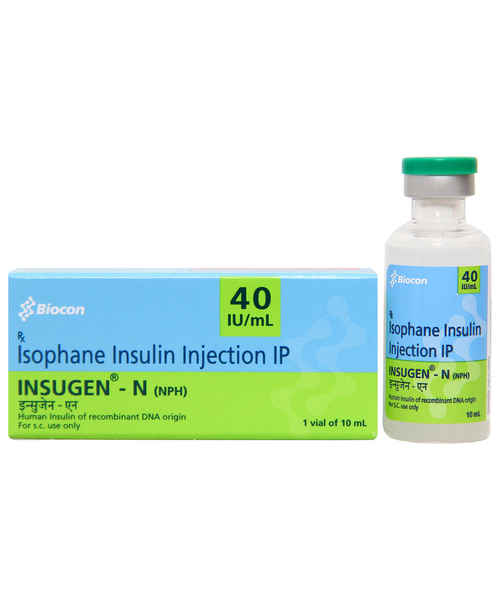 Biocon
40
IU/mL
Rx
Isophane Insulin Injection IP
INSUGEN® - N (NPH)
इन्सुजेन - एन
Human Insulin of recombinant DNA origin
For s.c. use only
1 vial of 10 mL
Biocon
40
IU/mL
Rx
Isophane Insulin
Injection IP
INSUGEN® - N (NPH)
इन्सुजेन - एन
Human Insulin of recombinant DNA origin
For s.c. use only
10 mL